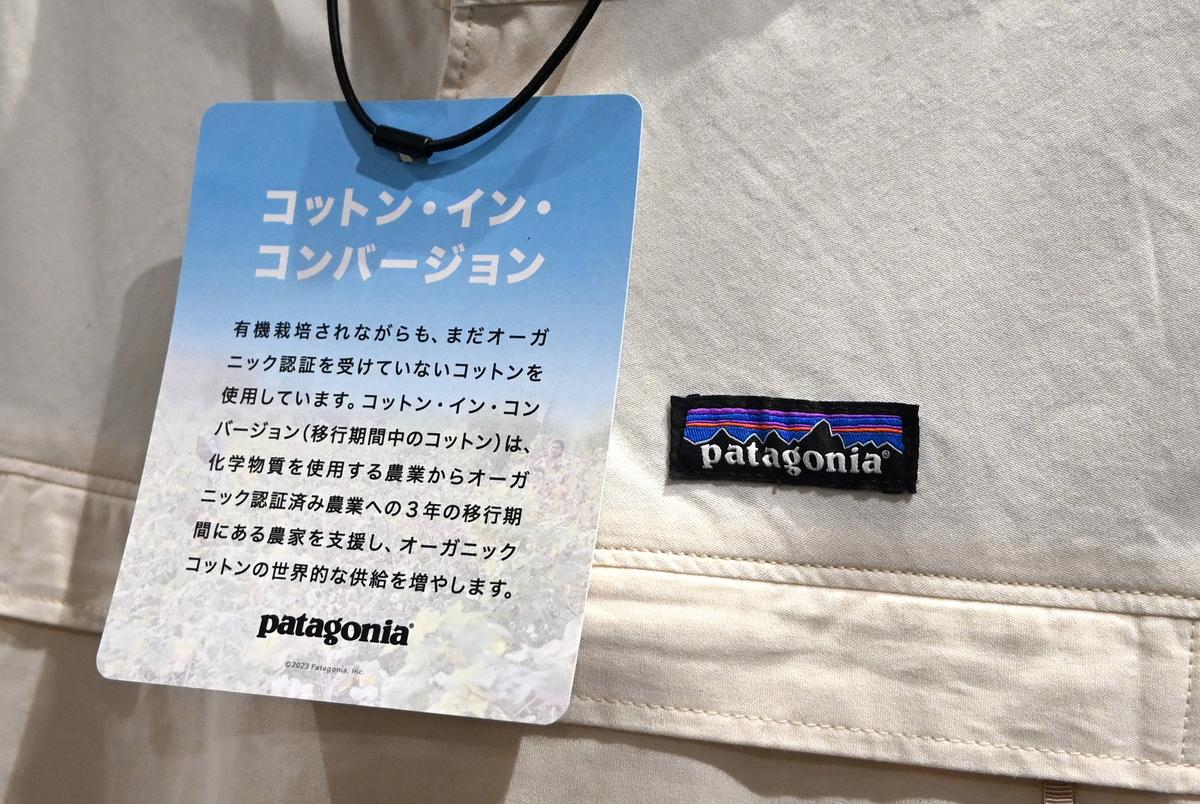 コットン・イン・
コンバージョン
有機栽培されながらも、まだオーガ
ニック認証を受けていないコットンを
使用しています。コットン・イン・コン
バージョン(移行期間中のコットン)は、
化学物質を使用する農業からオーガ
ニック認証済み農業への3年の移行期
間にある農家を支援し、オーガニック
コットンの世界的な供給を増やします。
patagonia®
©2023 Patagonia, Inc.
patagonia®